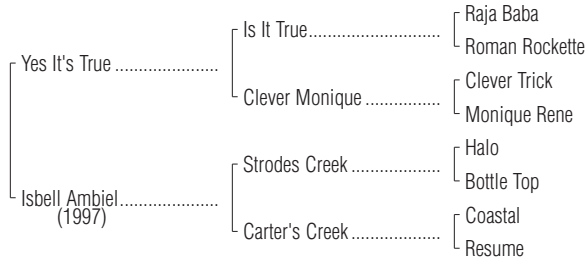 Raja Baba
Is It True
Roman Rockette
Yes It's True
Clever Trick
Clever Monique
Monique Rene
Halo
Strodes Creek
Bottle Top
Isbell Ambiel
(1997)
Coastal
Carter's Creek
Resume